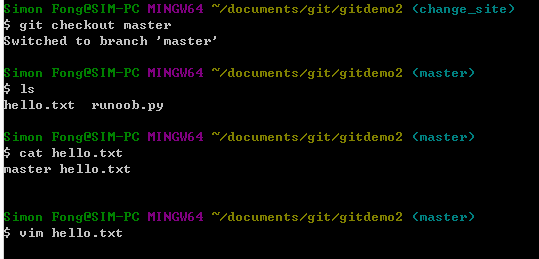 Simon Fong@SIM-PC MINGW64 ~/documents/git/gitdemo2 (change_site)
$ git checkout master
Switched to branch 'master'
Simon Fong@SIM-PC MINGW64 ~/documents/git/gitdemo2 (master)
$ ls
hello.txt  runoob.py
Simon Fong@SIM-PC MINGW64 ~/documents/git/gitdemo2 (master)
$ cat hello.txt
master hello.txt
Simon Fong@SIM-PC MINGW64 ~/documents/git/gitdemo2 (master)
$ vim hello.txt